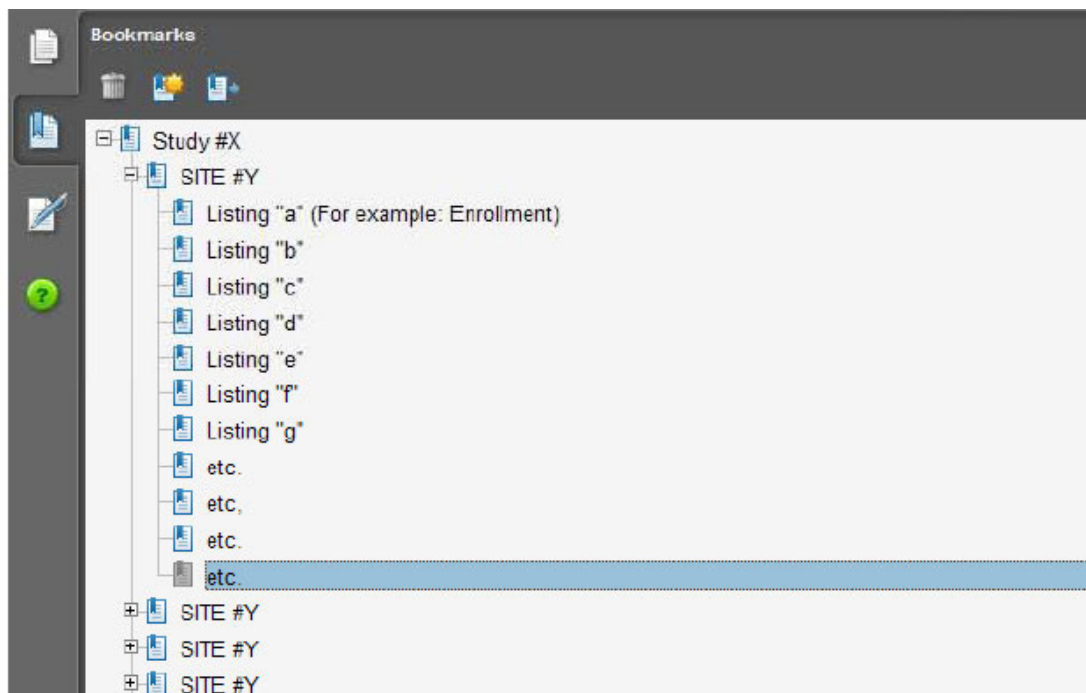 Bookmarks
Study #X
SITE #Y
Listing "a" (For example: Enrollment)
Listing "b"
Listing "c"
Listing "d"
Listing "e"
Listing "f"
Listing "g"
etc.
etc,
etc.
etc.
SITE #Y
SITE #Y
SITE #Y